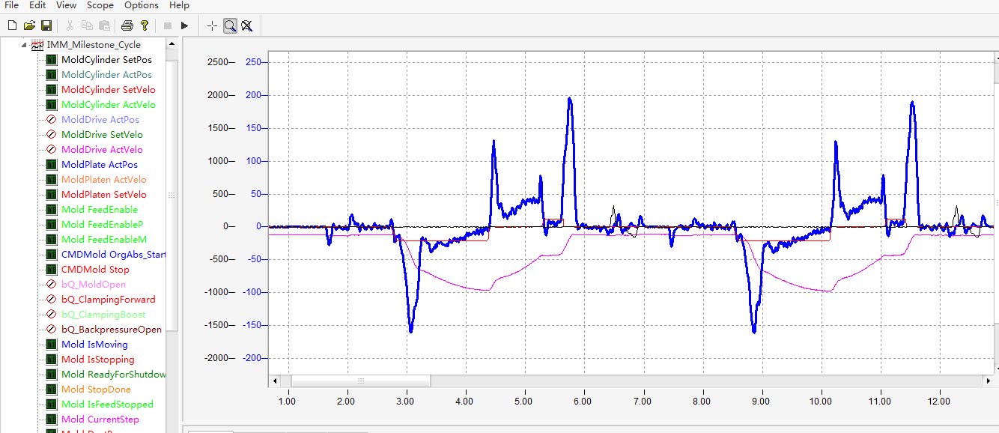 File Edit View Scope Options Help
IMM_Milestone_Cycle
MoldCylinder SetPos
MoldCylinder ActPos
MoldCylinder SetVelo
MoldCylinder ActVelo
MoldDrive ActPos
MoldDrive SetVelo
MoldDrive ActVelo
MoldPlate ActPos
MoldPlaten ActVelo
MoldPlaten SetVelo
Mold FeedEnable
Mold FeedEnableP
Mold FeedEnableM
CMDMold OrgAbs_Start
CMDMold Stop
bQ_MoldOpen
bQ_ClampingForward
bQ_ClampingBoost
bQ_BackpressureOpen
Mold IsMoving
Mold IsStopping
Mold ReadyForShutdow
Mold StopDone
Mold IsFeedStopped
Mold CurrentStep
2500 250
2000 200
1500 150
1000 100
500 50
0 0
-500 -50
-1000 -100
-1500 -150
-2000 -200
1.00 2.00 3.00 4.00 5.00 6.00 7.00 8.00 9.00 10.00 11.00 12.00